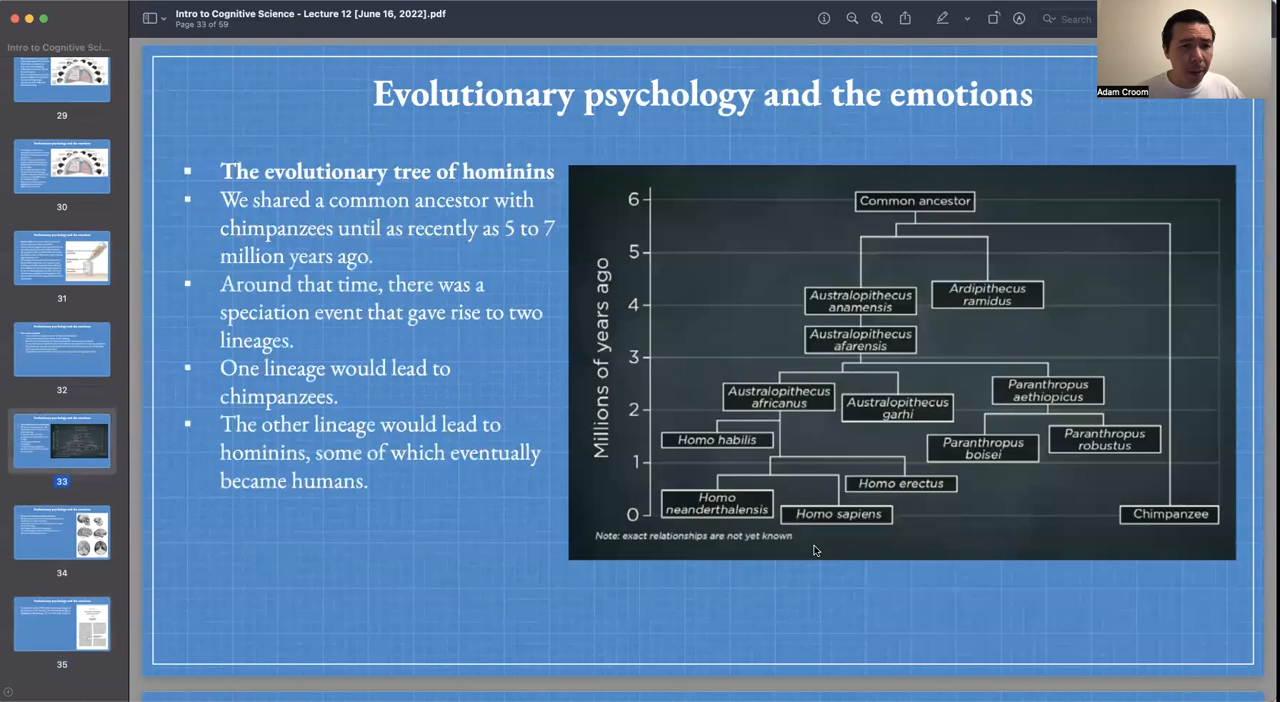 Intro to Cognitive Science - Lecture 12 [June 16, 2022].pdf
Page 33 of 59
Search
Intro to Cognitive Sci...
29
30
31
32
33
34
35
Adam Croom
Evolutionary psychology and the emotions
The evolutionary tree of hominins
We shared a common ancestor with
chimpanzees until as recently as 5 to 7
million years ago.
Around that time, there was a
speciation event that gave rise to two
lineages.
One lineage would lead to
chimpanzees.
The other lineage would lead to
hominins, some of which eventually
became humans.
Millions of years ago
6
5
4
3
2
1
0
Common ancestor
Ardipithecus
ramidus
Australopithecus
anamensis
Australopithecus
afarensis
Paranthropus
aethiopicus
Australopithecus
africanus
Australopithecus
garhi
Homo habilis
Paranthropus
boisei
Paranthropus
robustus
Homo erectus
Homo
neanderthalensis
Homo sapiens
Chimpanzee
Note: exact relationships are not yet known